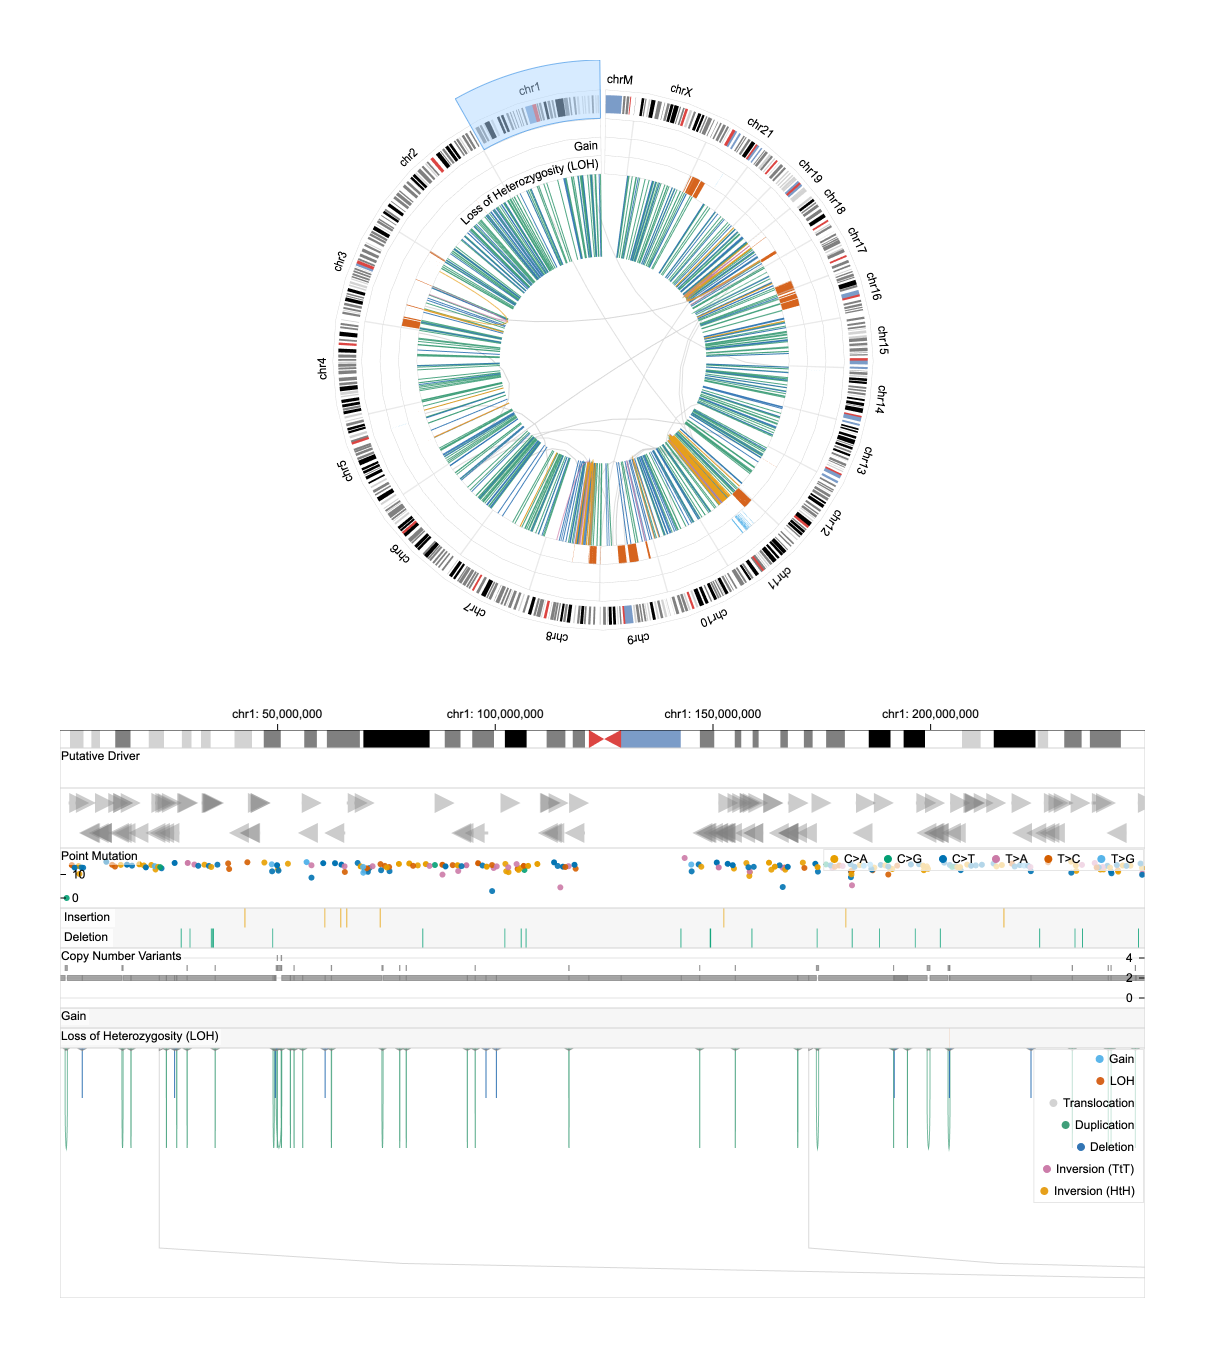 chrM
chrX
chr1
chr21
chr2
Gain
Loss of Heterozygosity (LOH)
chr19
chr18
chr17
chr3
chr16
chr15
chr4
chr14
chr13
chr5
chr12
chr6
chr11
chr7
chr10
chr8
chr9
chr1: 50,000,000 chr1: 100,000,000 chr1: 150,000,000 chr1: 200,000,000
Putative Driver
Point Mutation C>A C>G C>T T>A T>C T>G
10
0
Insertion
Deletion
Copy Number Variants 4
2
0
Gain
Loss of Heterozygosity (LOH)
Gain
LOH
Translocation
Duplication
Deletion
Inversion (TtT)
Inversion (HtH)